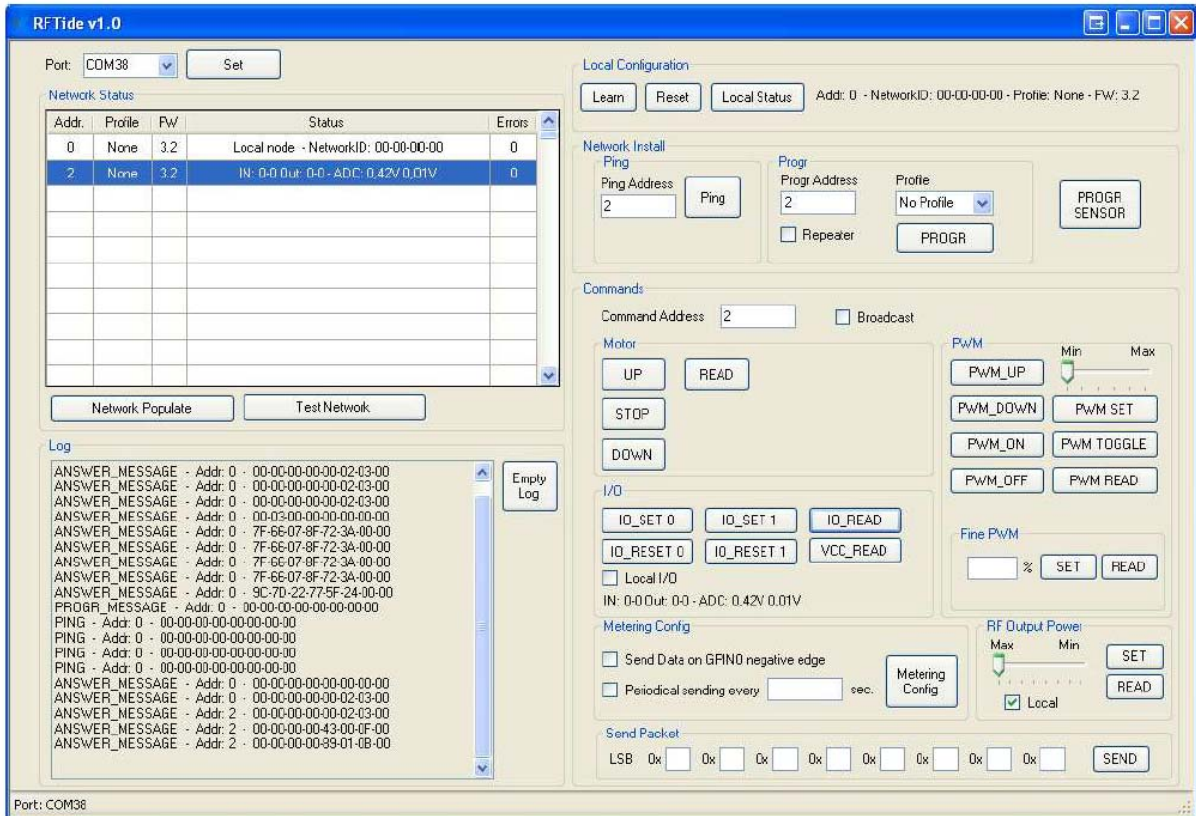 RFTide v1.0
Port: COM38 Set
Network Status
Addr. Profile FW Status Errors
0 None 3.2 Local node - NetworkID: 00-00-00-00 0
2 None 3.2 IN: 0-0 Out: 0-0 - ADC: 0,42V 0,01V 0
Network Populate Test Network
Log
ANSWER_MESSAGE - Addr: 0 - 00-00-00-00-00-02-03-00
ANSWER_MESSAGE - Addr: 0 - 00-00-00-00-00-02-03-00
ANSWER_MESSAGE - Addr: 0 - 00-00-00-00-00-02-03-00
ANSWER_MESSAGE - Addr: 0 - 00-03-00-00-00-00-00-00
ANSWER_MESSAGE - Addr: 0 - 7F-66-07-8F-72-3A-00-00
ANSWER_MESSAGE - Addr: 0 - 7F-66-07-8F-72-3A-00-00
ANSWER_MESSAGE - Addr: 0 - 7F-66-07-8F-72-3A-00-00
ANSWER_MESSAGE - Addr: 0 - 7F-66-07-8F-72-3A-00-00
ANSWER_MESSAGE - Addr: 0 - 9C-7D-22-77-5F-24-00-00
PROGR_MESSAGE - Addr: 0 - 00-00-00-00-00-00-00-00
PING - Addr: 0 - 00-00-00-00-00-00-00-00
PING - Addr: 0 - 00-00-00-00-00-00-00-00
PING - Addr: 0 - 00-00-00-00-00-00-00-00
PING - Addr: 0 - 00-00-00-00-00-00-00-00
ANSWER_MESSAGE - Addr: 0 - 00-00-00-00-00-00-00-00
ANSWER_MESSAGE - Addr: 0 - 00-00-00-00-00-02-03-00
ANSWER_MESSAGE - Addr: 2 - 00-00-00-00-00-02-03-00
ANSWER_MESSAGE - Addr: 2 - 00-00-00-00-43-00-0F-00
ANSWER_MESSAGE - Addr: 2 - 00-00-00-00-89-01-0B-00
Empty
Log
Local Configuration
Learn Reset Local Status Addr: 0 - NetworkID: 00-00-00-00 - Profile: None - FW: 3.2
Network Install
Ping
Ping Address
2 Ping
Progr
Progr Address Profile
2 No Profile
Repeater PROGR
PROGR
SENSOR
Commands
Command Address 2 Broadcast
Motor
UP READ
STOP
DOWN
PWM
Min Max
PWM_UP
PWM_DOWN PWM SET
PWM_ON PWM TOGGLE
PWM_OFF PWM READ
I/O
IO_SET 0 IO_SET 1 IO_READ
IO_RESET 0 IO_RESET 1 VCC_READ
Local I/O
IN: 0-0 Out: 0-0 - ADC: 0.42V 0.01V
Fine PWM
% SET READ
Metering Config
Send Data on GPIN0 negative edge
Periodical sending every sec.
Metering
Config
RF Output Power
Max Min
SET
READ
Local
Send Packet
LSB 0x 0x 0x 0x 0x 0x 0x 0x SEND
Port: COM38